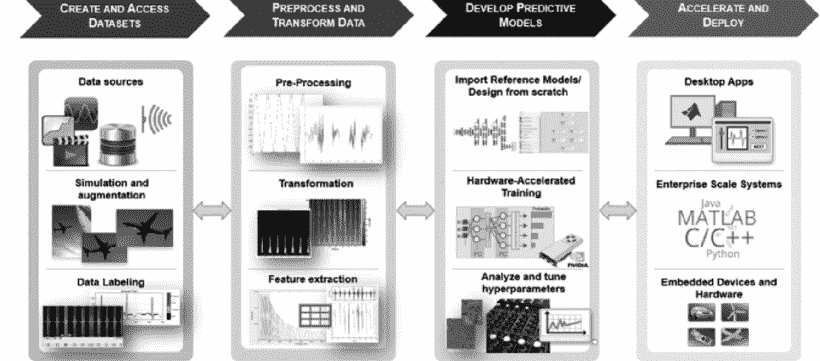 CREATE AND ACCESS
DATASETS
PREPROCESS AND
TRANSFORM DATA
DEVELOP PREDICTIVE
MODELS
ACCELERATE AND
DEPLOY
Data sources
Simulation and
augmentation
Data Labeling
Pre-Processing
Transformation
Feature extraction
Import Reference Models/
Design from scratch
Hardware-Accelerated
Training
NVIDIA
Analyze and tune
hyperparameters
Desktop Apps
Enterprise Scale Systems
Java
MATLAB
C/C++
Python
Embedded Devices and
Hardware